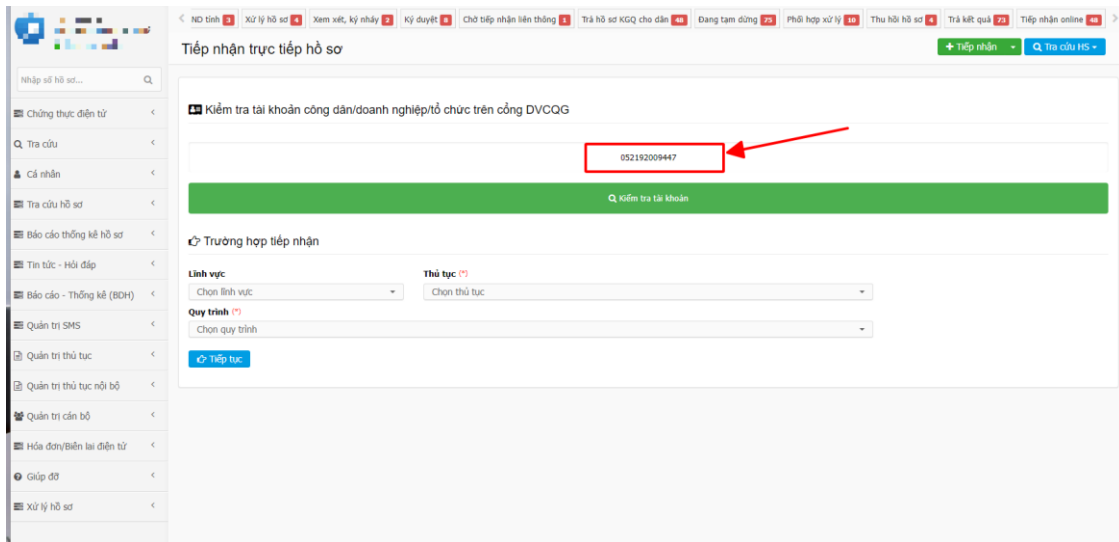 ND tỉnh 3 Xử lý hồ sơ 4 Xem xét, ký nháy 2 Ký duyệt 8 Chờ tiếp nhận liên thông 1 Trả hồ sơ KGQ cho dân 40 Đang tạm dừng 75 Phối hợp xử lý 10 Thu hồi hồ sơ 4 Trả kết quả 73 Tiếp nhận online 48
Tiếp nhận trực tiếp hồ sơ
Tiếp nhận
Tra cứu HS
Nhập số hồ sơ...
Chứng thực điện tử
Tra cứu
Cá nhân
Tra cứu hồ sơ
Báo cáo thống kê hồ sơ
Tin tức - Hỏi đáp
Báo cáo - Thống kê (BDH)
Quản trị SMS
Quản trị thủ tục
Quản trị thủ tục nội bộ
Quản trị cán bộ
Hóa đơn/Biên lai điện tử
Giúp đỡ
Xử lý hồ sơ
Kiểm tra tài khoản công dân/doanh nghiệp/tổ chức trên cổng DVCQG
052192009447
Kiểm tra tài khoản
Trường hợp tiếp nhận
Lĩnh vực
Thủ tục (*)
Chọn lĩnh vực
Chọn thủ tục
Quy trình (*)
Chọn quy trình
Tiếp tục